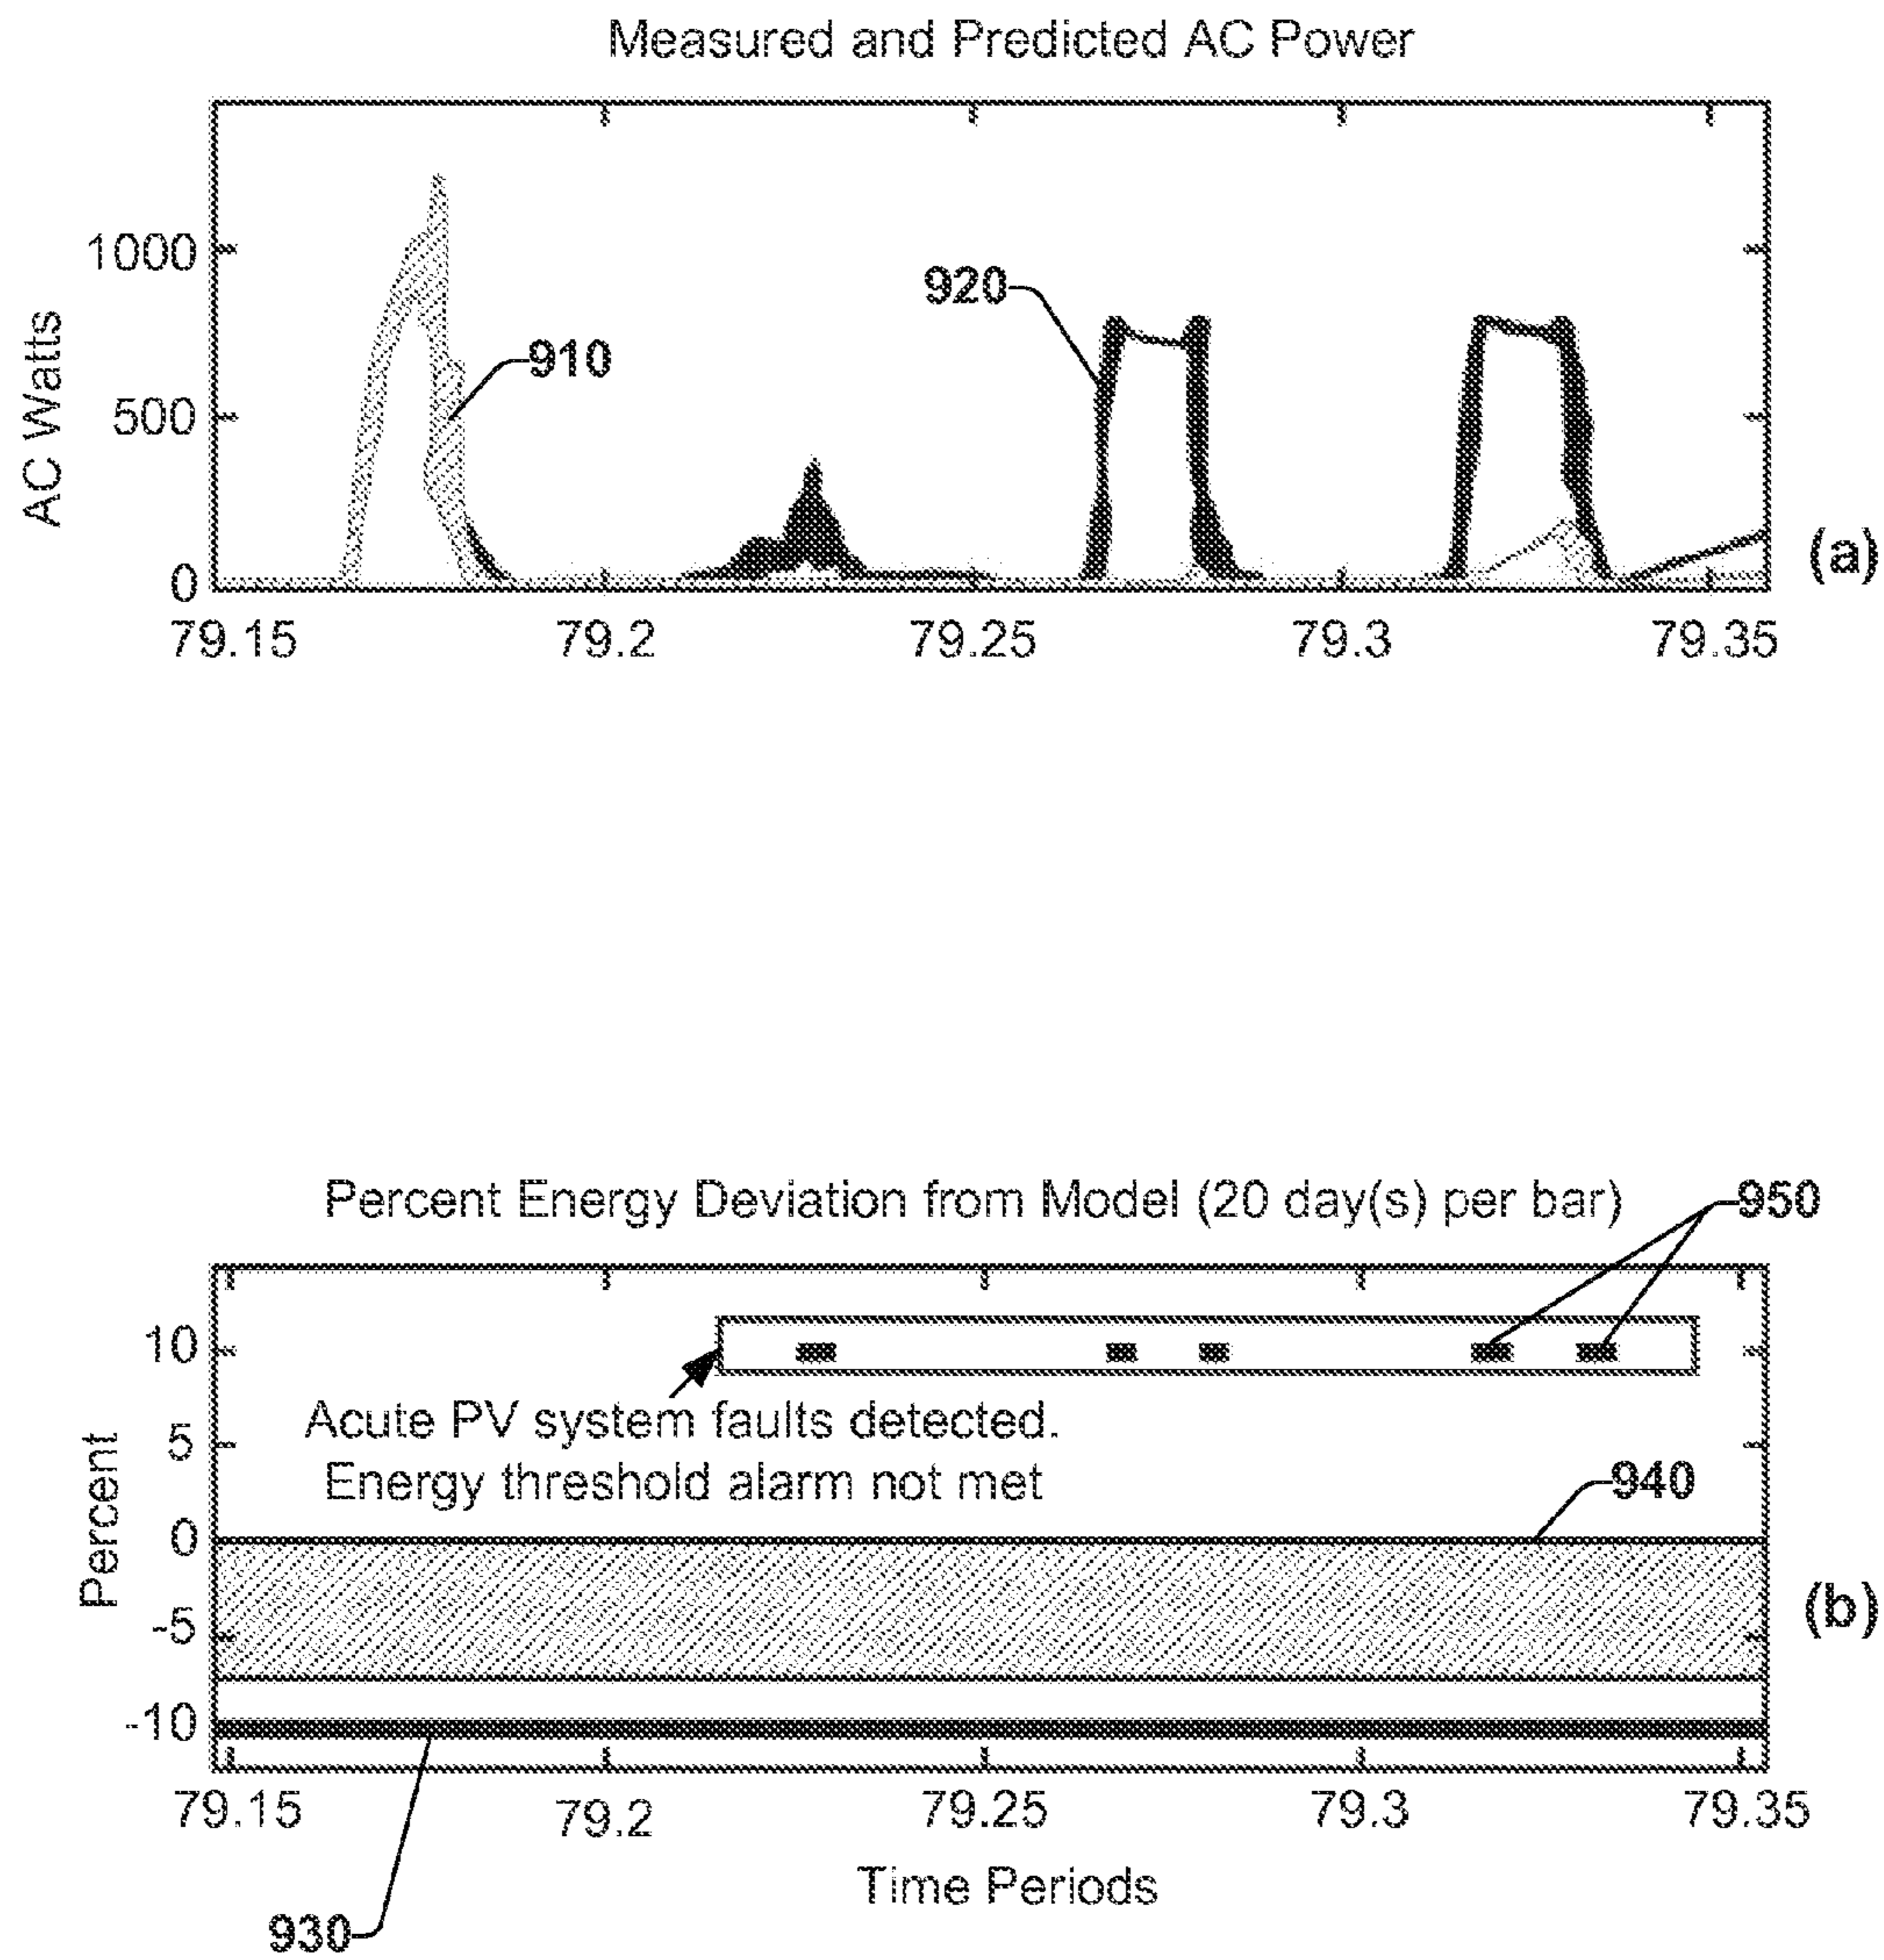 Measured and Predicted AC Power
AC Watts
1000
500
0
910
920
79.15 79.2 79.25 79.3 79.35
(a)
Percent Energy Deviation from Model (20 day(s) per bar)
950
Percent
10
5
0
-5
-10
Acute PV system faults detected.
Energy threshold alarm not met
940
(b)
79.15 79.2 79.25 79.3 79.35
Time Periods
930